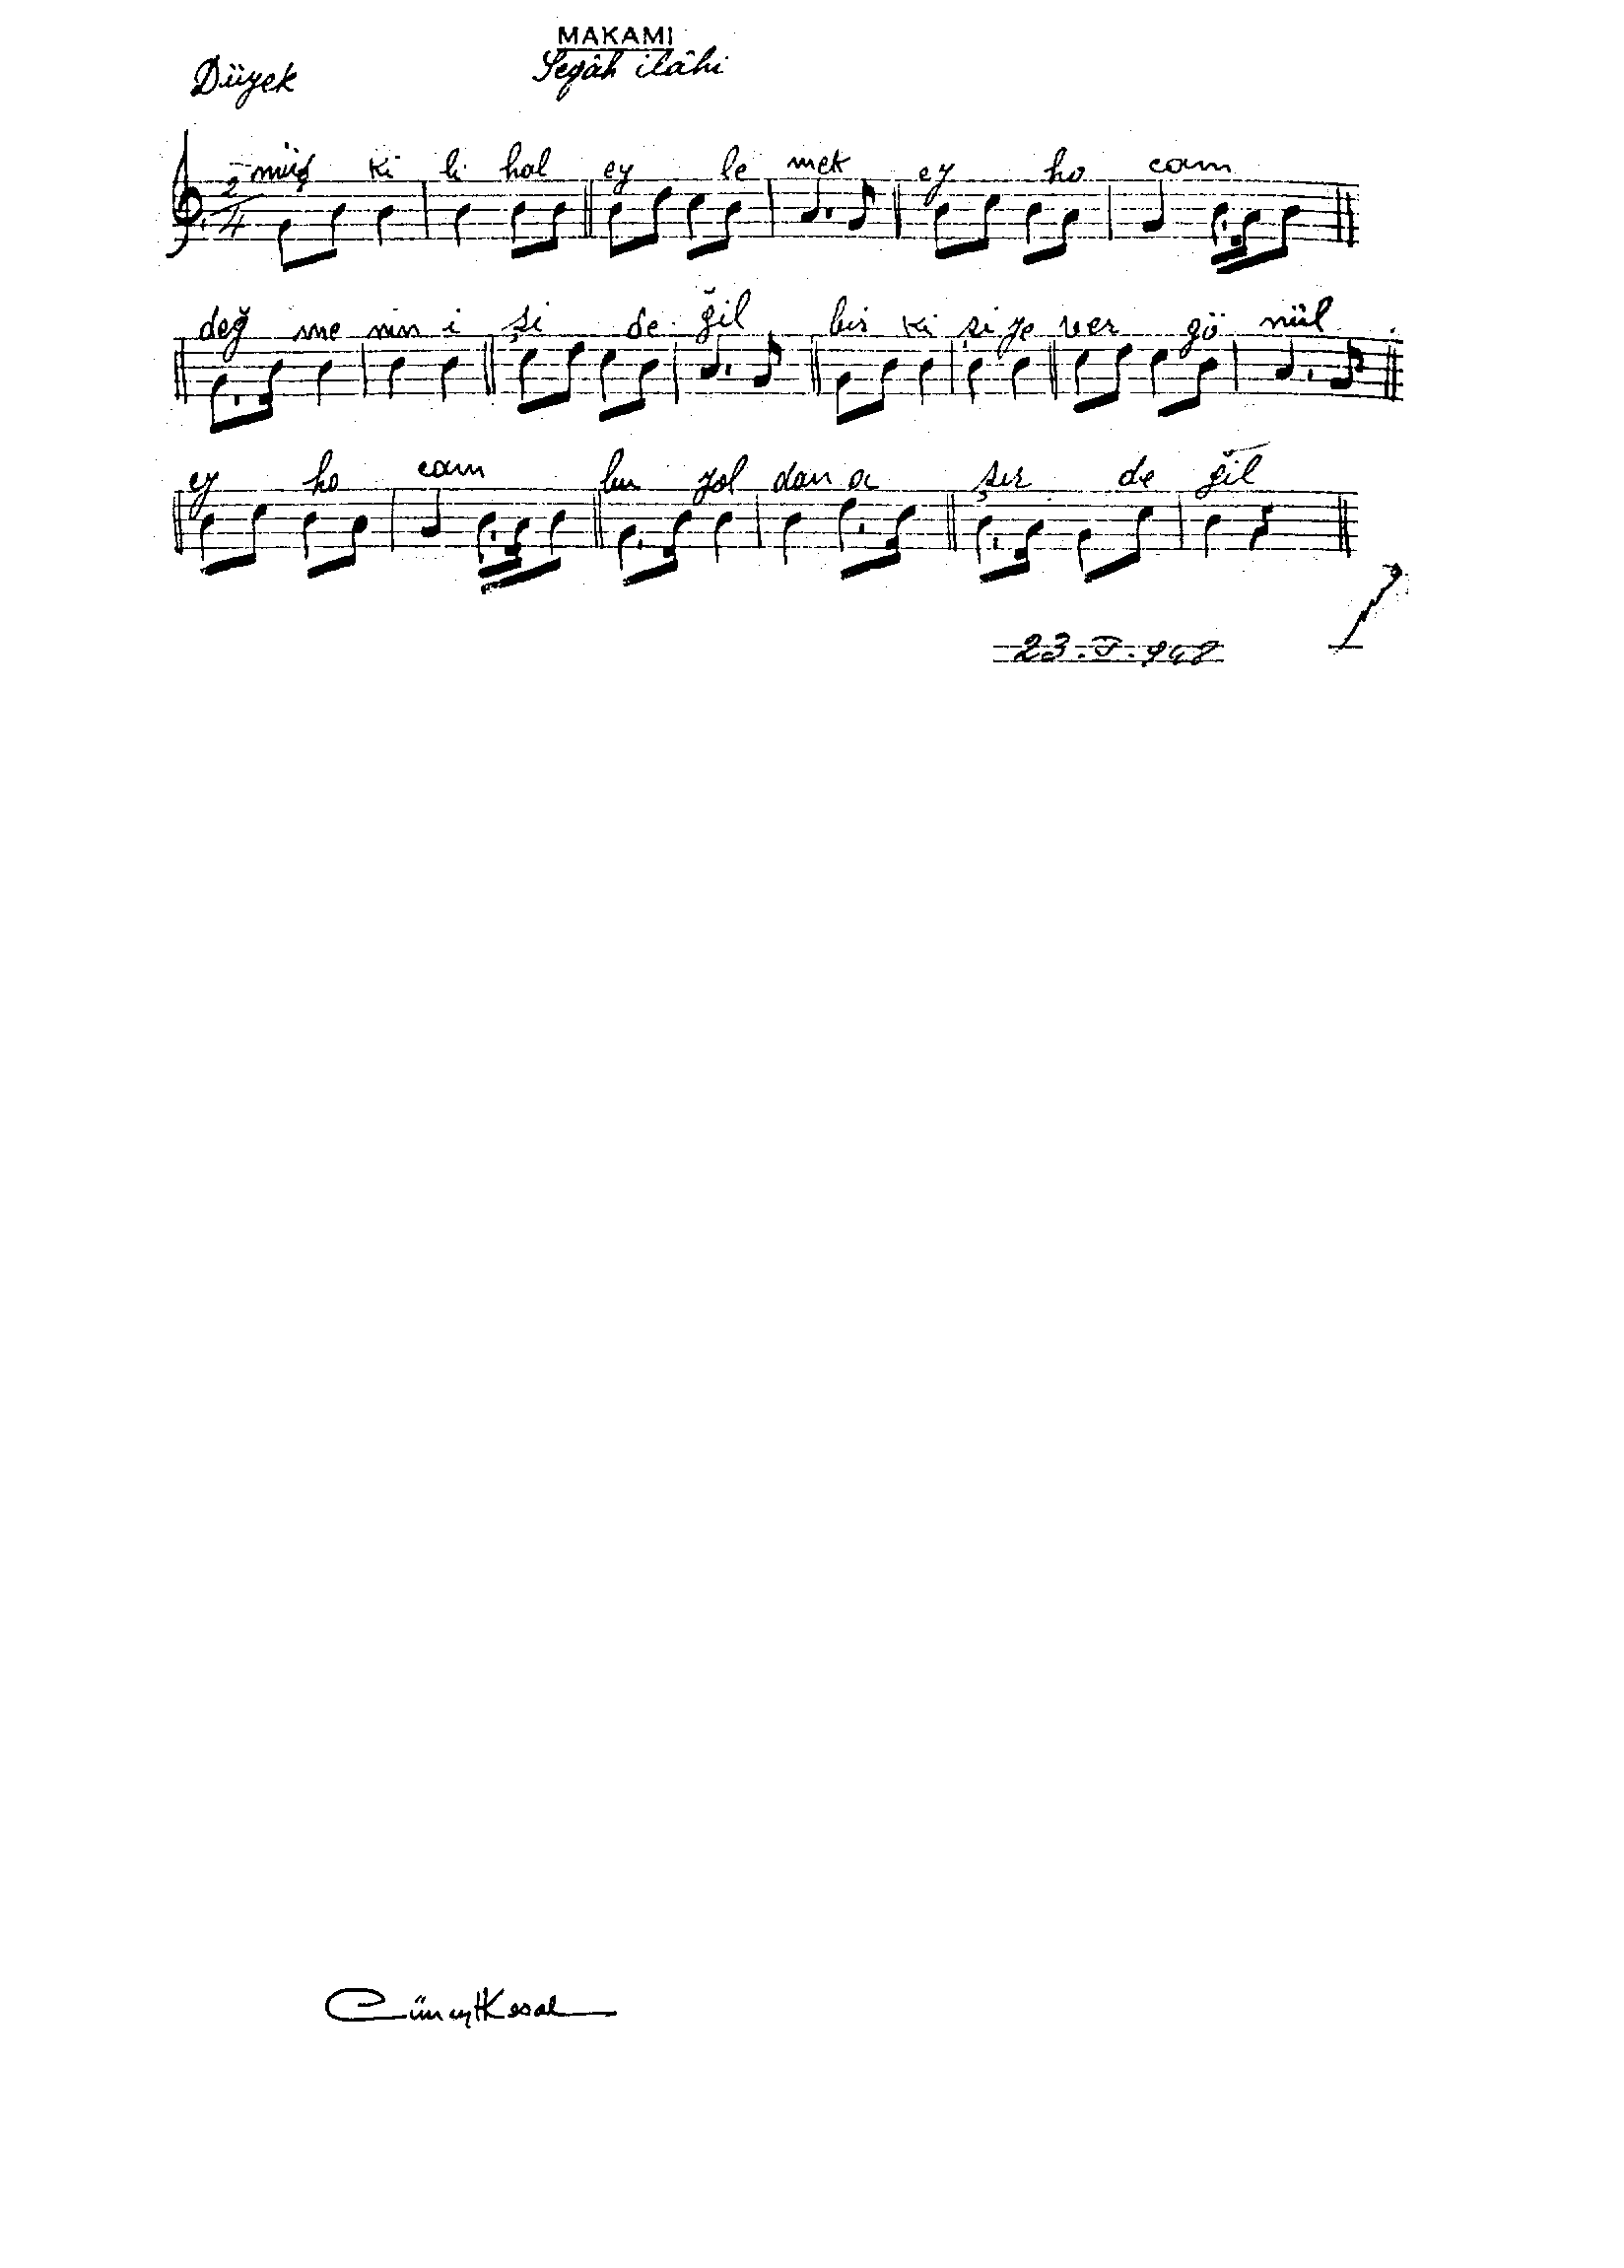 MAKAMI
Düyek Segâh ilâhi
2/4
müş ki li hal ey le mek ey ho cam
değ me nin i şi de ğil bir ki şi ye ver gö nül
ey ho cam bu yol dan a şır de ğil
23.V.948
Cüneyt Kosal